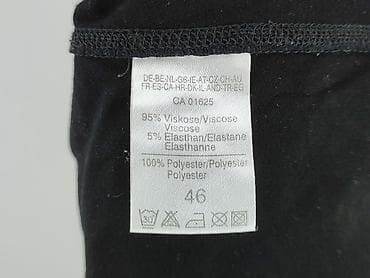 DE-BE-NL-GB-IE-AT-CZ-CH-AU
FR-ES-CA-HR-DK-IL-AND-TR-EG
CA 01625
95% Viskose/Viscose
Viscose
5% Elasthan/Elastane
Elasthanne
100% Polyester/Polyester
Polyester
46
30